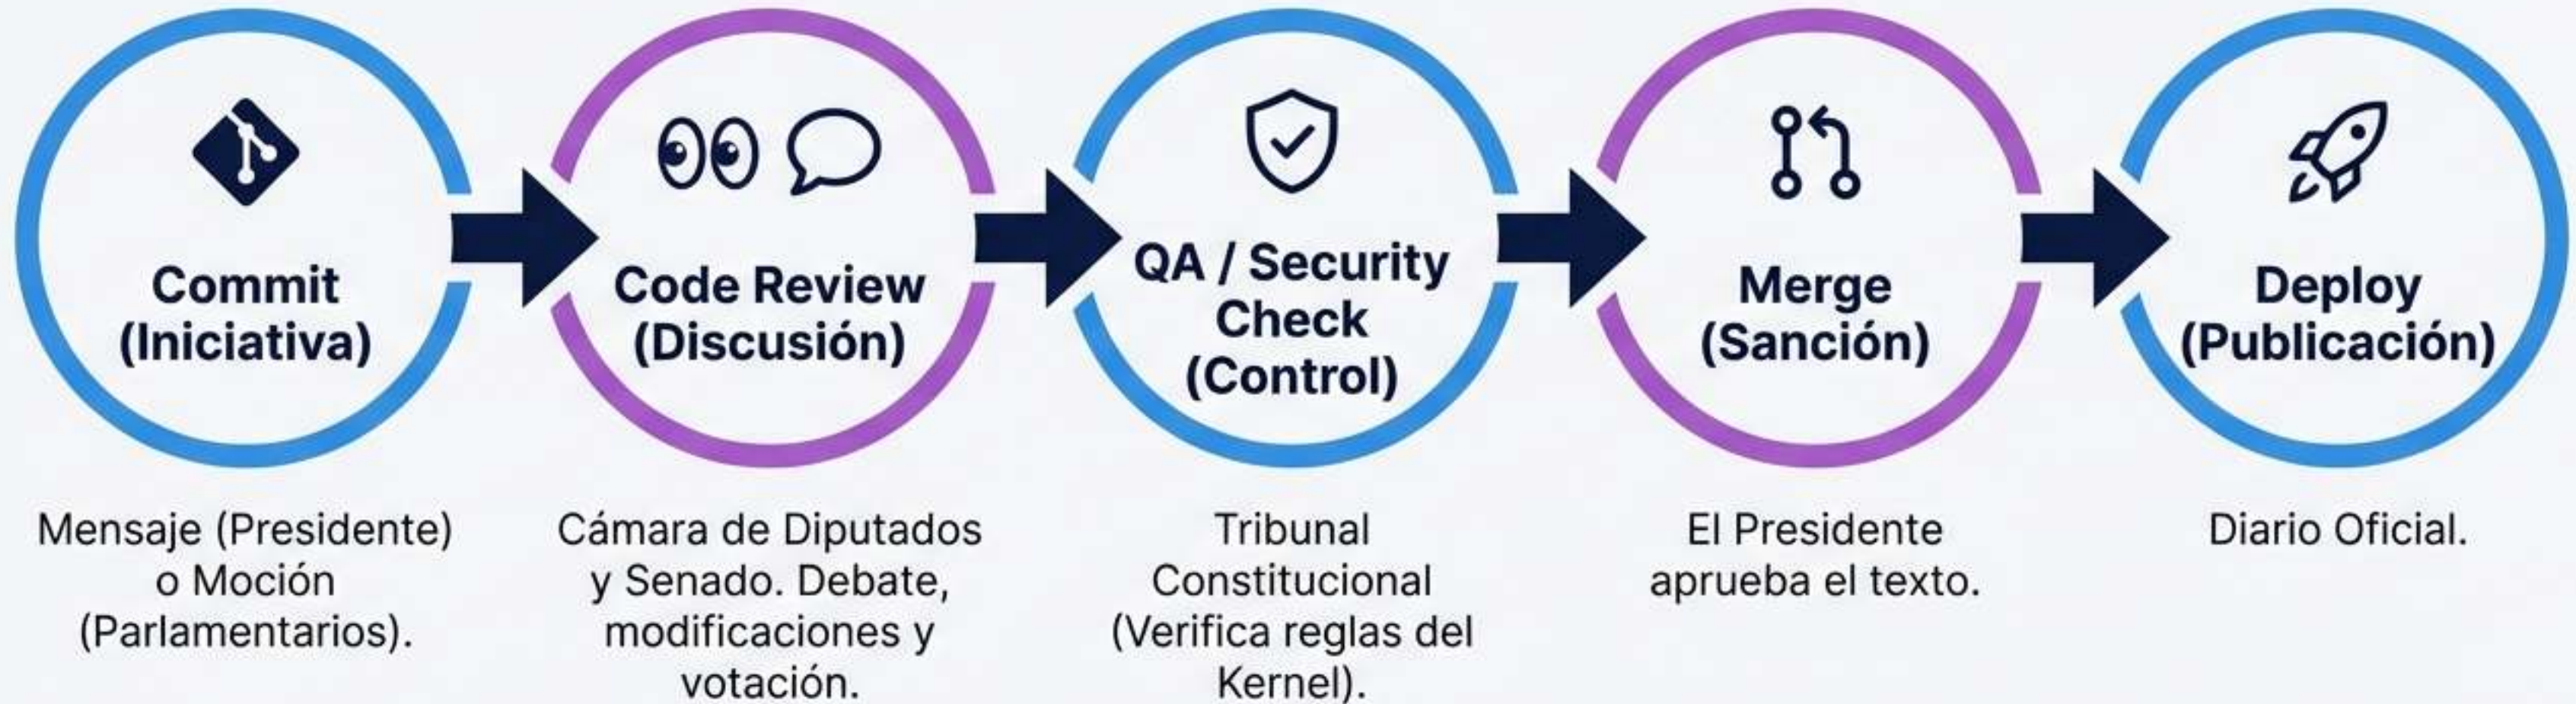 Commit
(Iniciativa)
Mensaje (Presidente)
o Moción
(Parlamentarios).
Code Review
(Discusión)
Cámara de Diputados
y Senado. Debate,
modificaciones y
votación.
QA / Security
Check
(Control)
Tribunal
Constitucional
(Verifica reglas del
Kernel).
Merge
(Sanción)
El Presidente
aprueba el texto.
Deploy
(Publicación)
Diario Oficial.